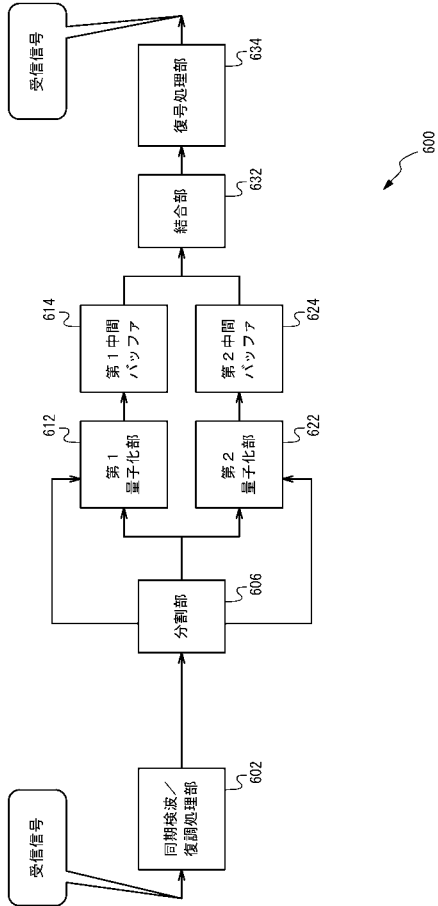 受信信号
同期検波／
復調処理部
602
分割部
606
第１
量子化部
612
第１中間
バッファ
614
第２
量子化部
622
第２中間
バッファ
624
結合部
632
復号処理部
634
受信信号
600